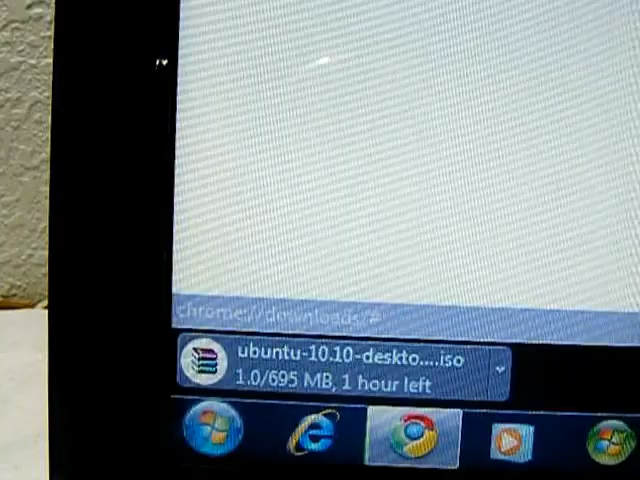 chrome://downloads/#
ubuntu-10.10-deskto....iso
1.0/695 MB, 1 hour left